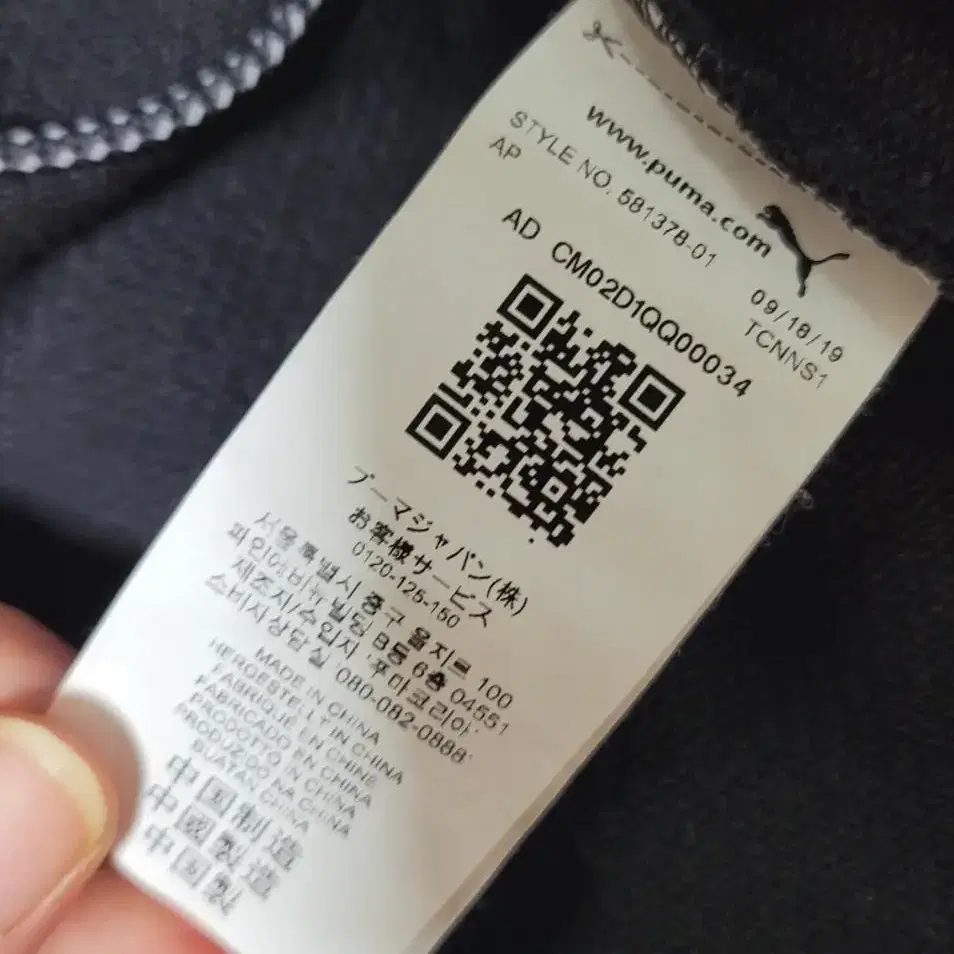 www.puma.com
STYLE NO. 581378-01
09/18/19
AP
TCNNS1
AD CM02D1QQ00034
プーマジャパン(株)
お客様サービス
0120-125-150
서울특별시 중구 을지로 100
파인애비뉴빌딩 B동 6층 04551
제조자/수입자 '푸마코리아'
소비자상담실 080-082-0888'
MADE IN CHINA
HERGESTELLT IN CHINA
FABRIQUÉ EN CHINE
FABRICADO EN CHINA
PRODOTTO IN CHINA
PRODUZIDO NA CHINA
BUATAN CHINA
中国制造
中國製造
中国製